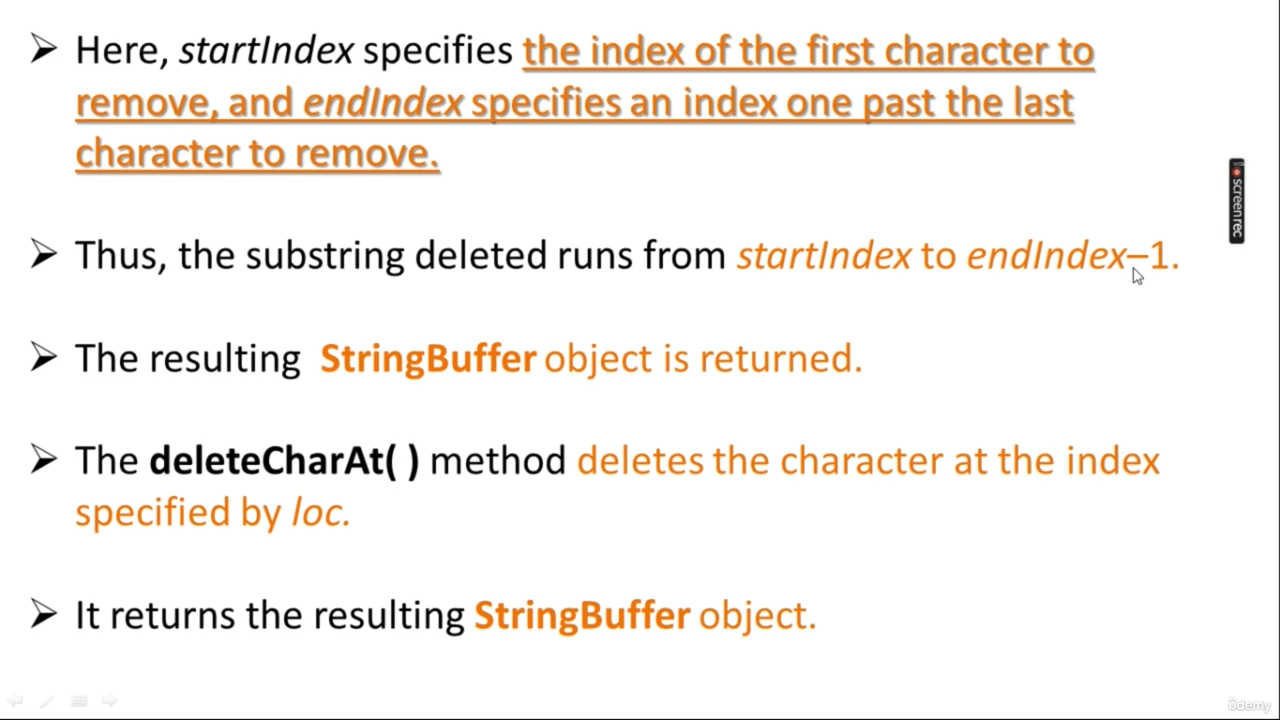 ➢ Here, startIndex specifies the index of the first character to
remove, and endIndex specifies an index one past the last
character to remove.
➢ Thus, the substring deleted runs from startIndex to endIndex–1.
➢ The resulting StringBuffer object is returned.
➢ The deleteCharAt( ) method deletes the character at the index
specified by loc.
➢ It returns the resulting StringBuffer object.
screen rec
ûdemy